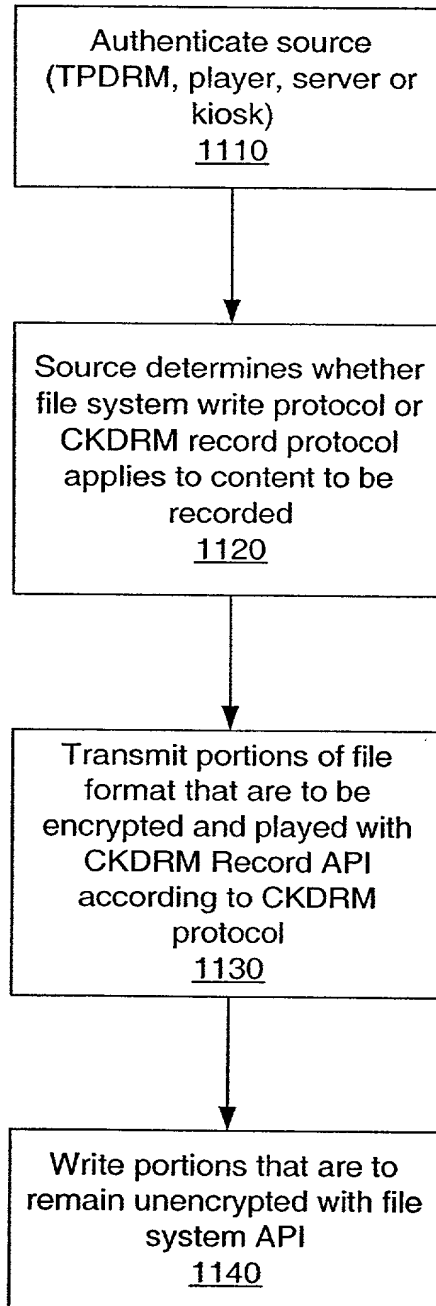 Authenticate source
(TPDRM, player, server or
kiosk)
1110
Source determines whether
file system write protocol or
CKDRM record protocol
applies to content to be
recorded
1120
Transmit portions of file
format that are to be
encrypted and played with
CKDRM Record API
according to CKDRM
protocol
1130
Write portions that are to
remain unencrypted with file
system API
1140